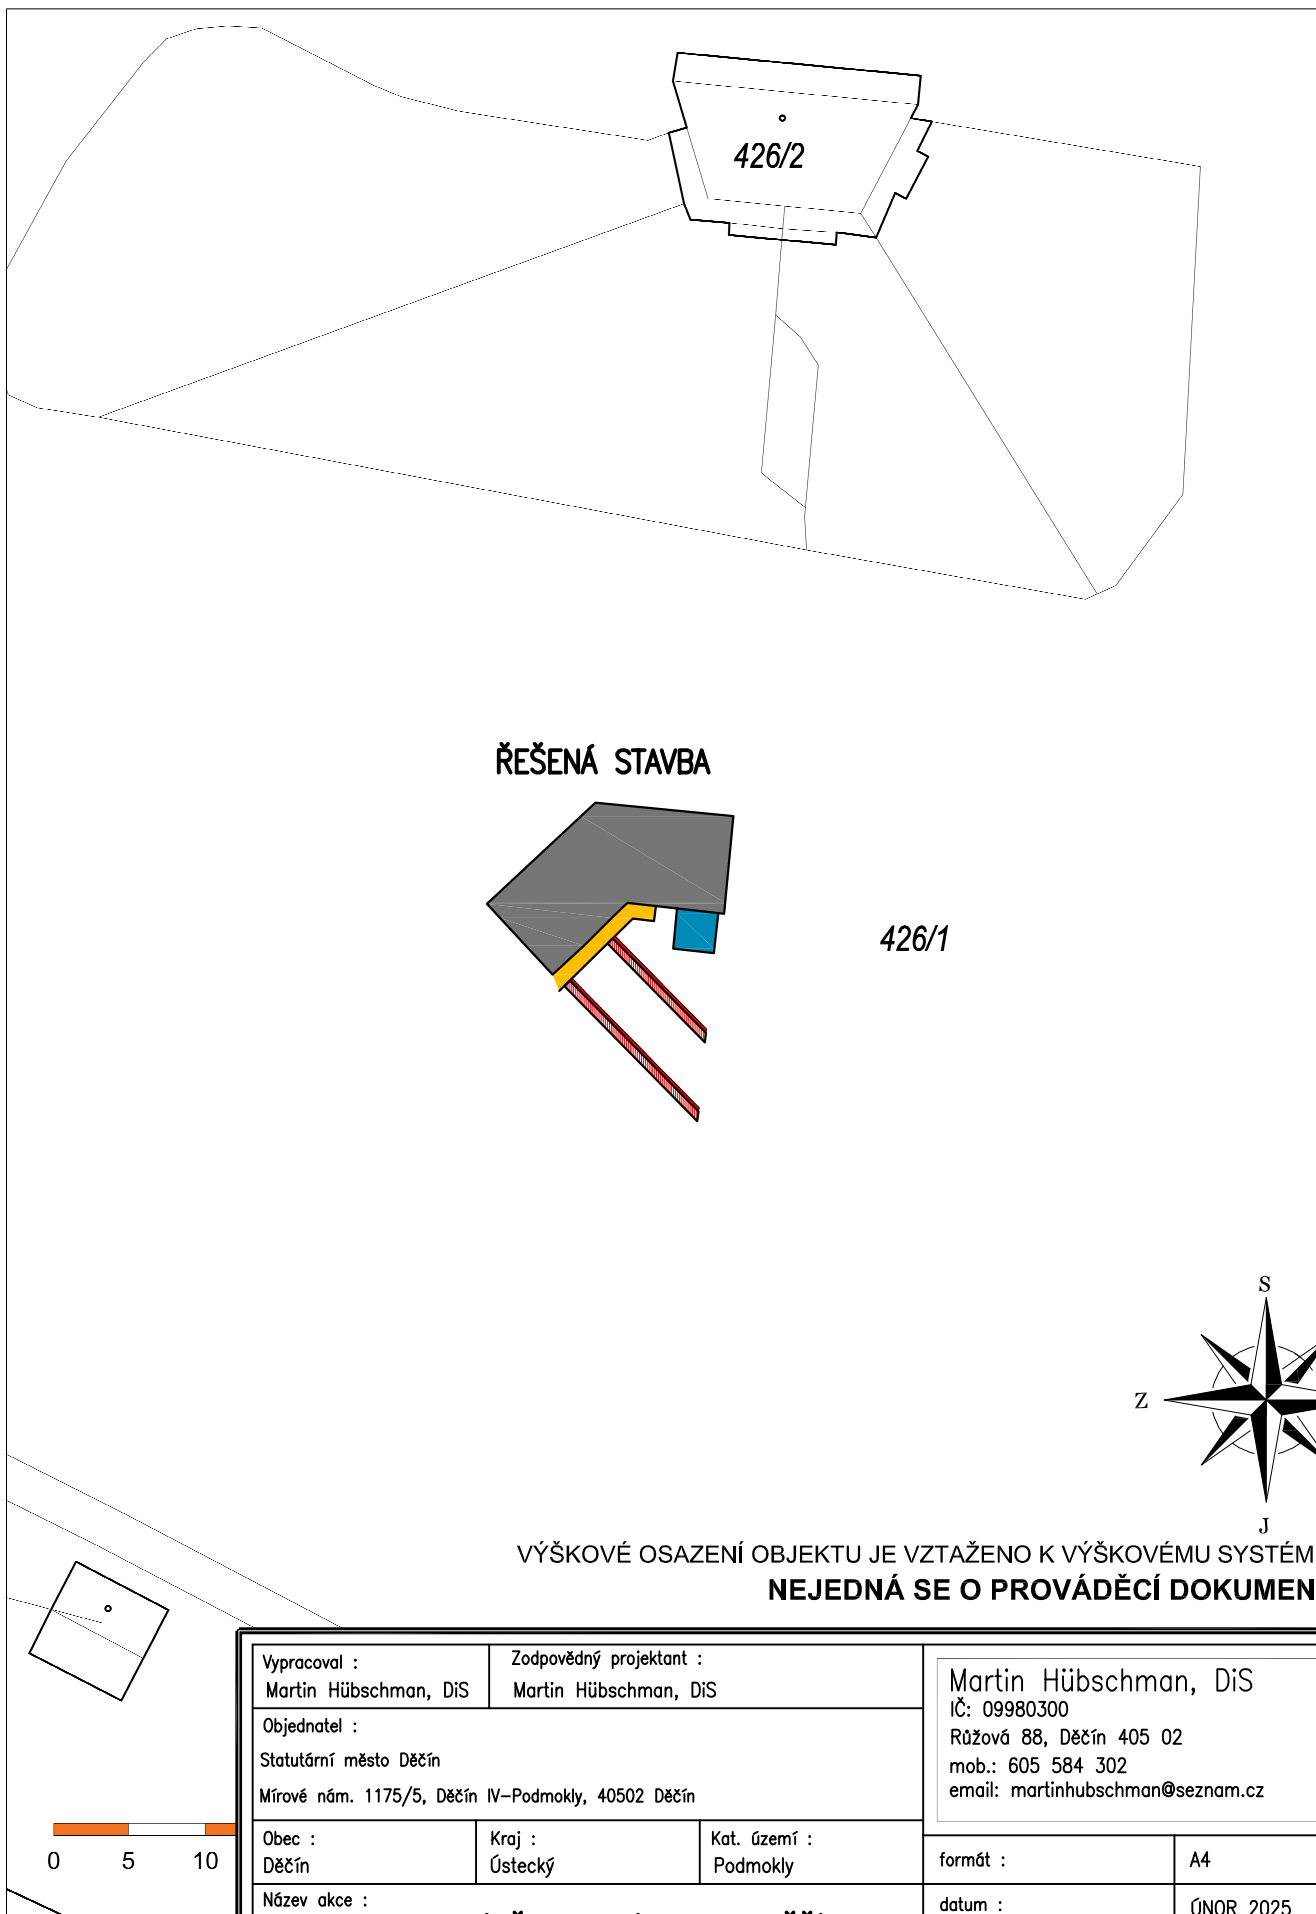 426/2
ŘEŠENÁ STAVBA
426/1
S
Z
J
VÝŠKOVÉ OSAZENÍ OBJEKTU JE VZTAŽENO K VÝŠKOVÉMU SYSTÉM
NEJEDNÁ SE O PROVÁDĚCÍ DOKUMEN
Vypracoval :
Martin Hübschman, DiS
Zodpovědný projektant :
Martin Hübschman, DiS
Martin Hübschman, DiS
IČ: 09980300
Růžová 88, Děčín 405 02
mob.: 605 584 302
email: martinhubschman@seznam.cz
Objednatel :
Statutární město Děčín
Mírové nám. 1175/5, Děčín IV-Podmokly, 40502 Děčín
0 5 10
Obec :
Děčín
Kraj :
Ústecký
Kat. území :
Podmokly
formát :
A4
Název akce :
datum :
ÚNOR 2025